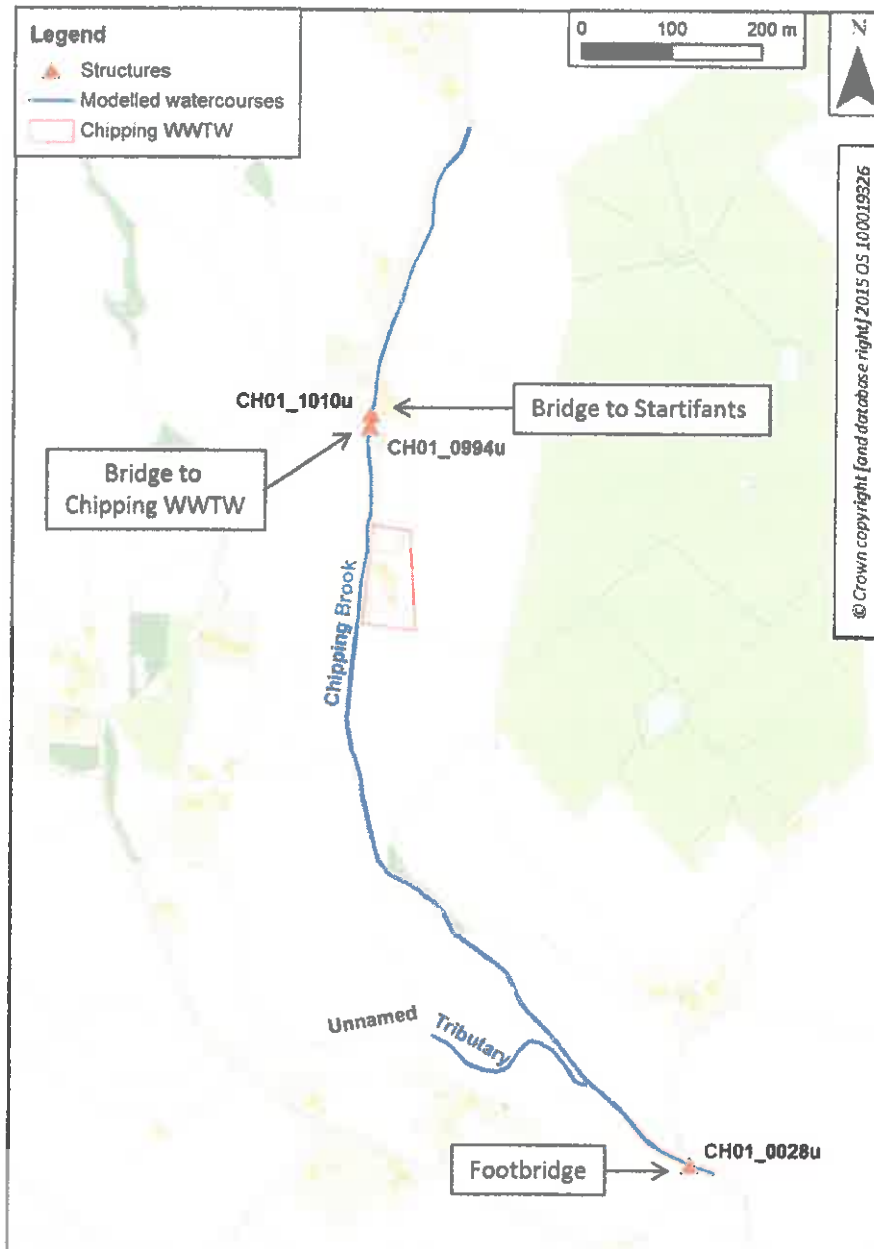 Legend
Structures
Modelled watercourses
Chipping WWTW
0 100 200 m
N
© Crown copyright [and database right] 2015 OS 100019326
CH01_1010u
Bridge to Startifants
CH01_0994u
Bridge to
Chipping WWTW
Chipping Brook
Unnamed Tributary
CH01_0028u
Footbridge